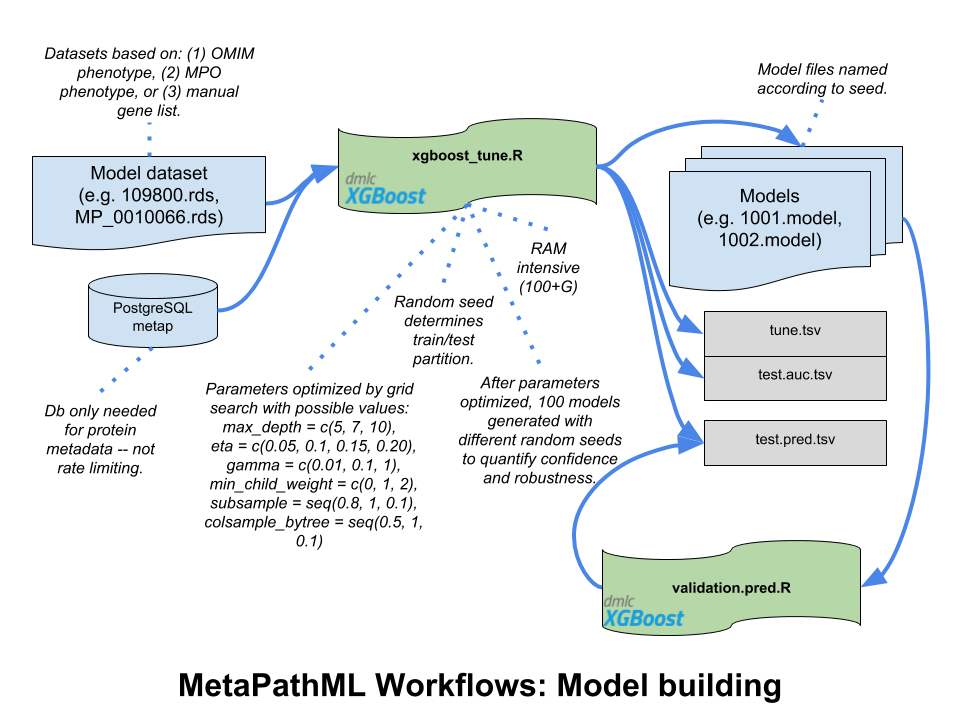 Datasets based on: (1) OMIM
phenotype, (2) MPO
phenotype, or (3) manual
gene list.
Model dataset
(e.g. 109800.rds,
MP_0010066.rds)
PostgreSQL
metap
Db only needed
for protein
metadata -- not
rate limiting.
xgboost_tune.R
dmlc
XGBoost
Parameters optimized by grid
search with possible values:
max_depth = c(5, 7, 10),
eta = c(0.05, 0.1, 0.15, 0.20),
gamma = c(0.01, 0.1, 1),
min_child_weight = c(0, 1, 2),
subsample = seq(0.8, 1, 0.1),
colsample_bytree = seq(0.5, 1,
0.1)
Random seed
determines
train/test
partition.
RAM
intensive
(100+G)
After parameters
optimized, 100 models
generated with
different random seeds
to quantify confidence
and robustness.
Model files named
according to seed.
Models
(e.g. 1001.model,
1002.model)
tune.tsv
test.auc.tsv
test.pred.tsv
validation.pred.R
dmlc
XGBoost
MetaPathML Workflows: Model building